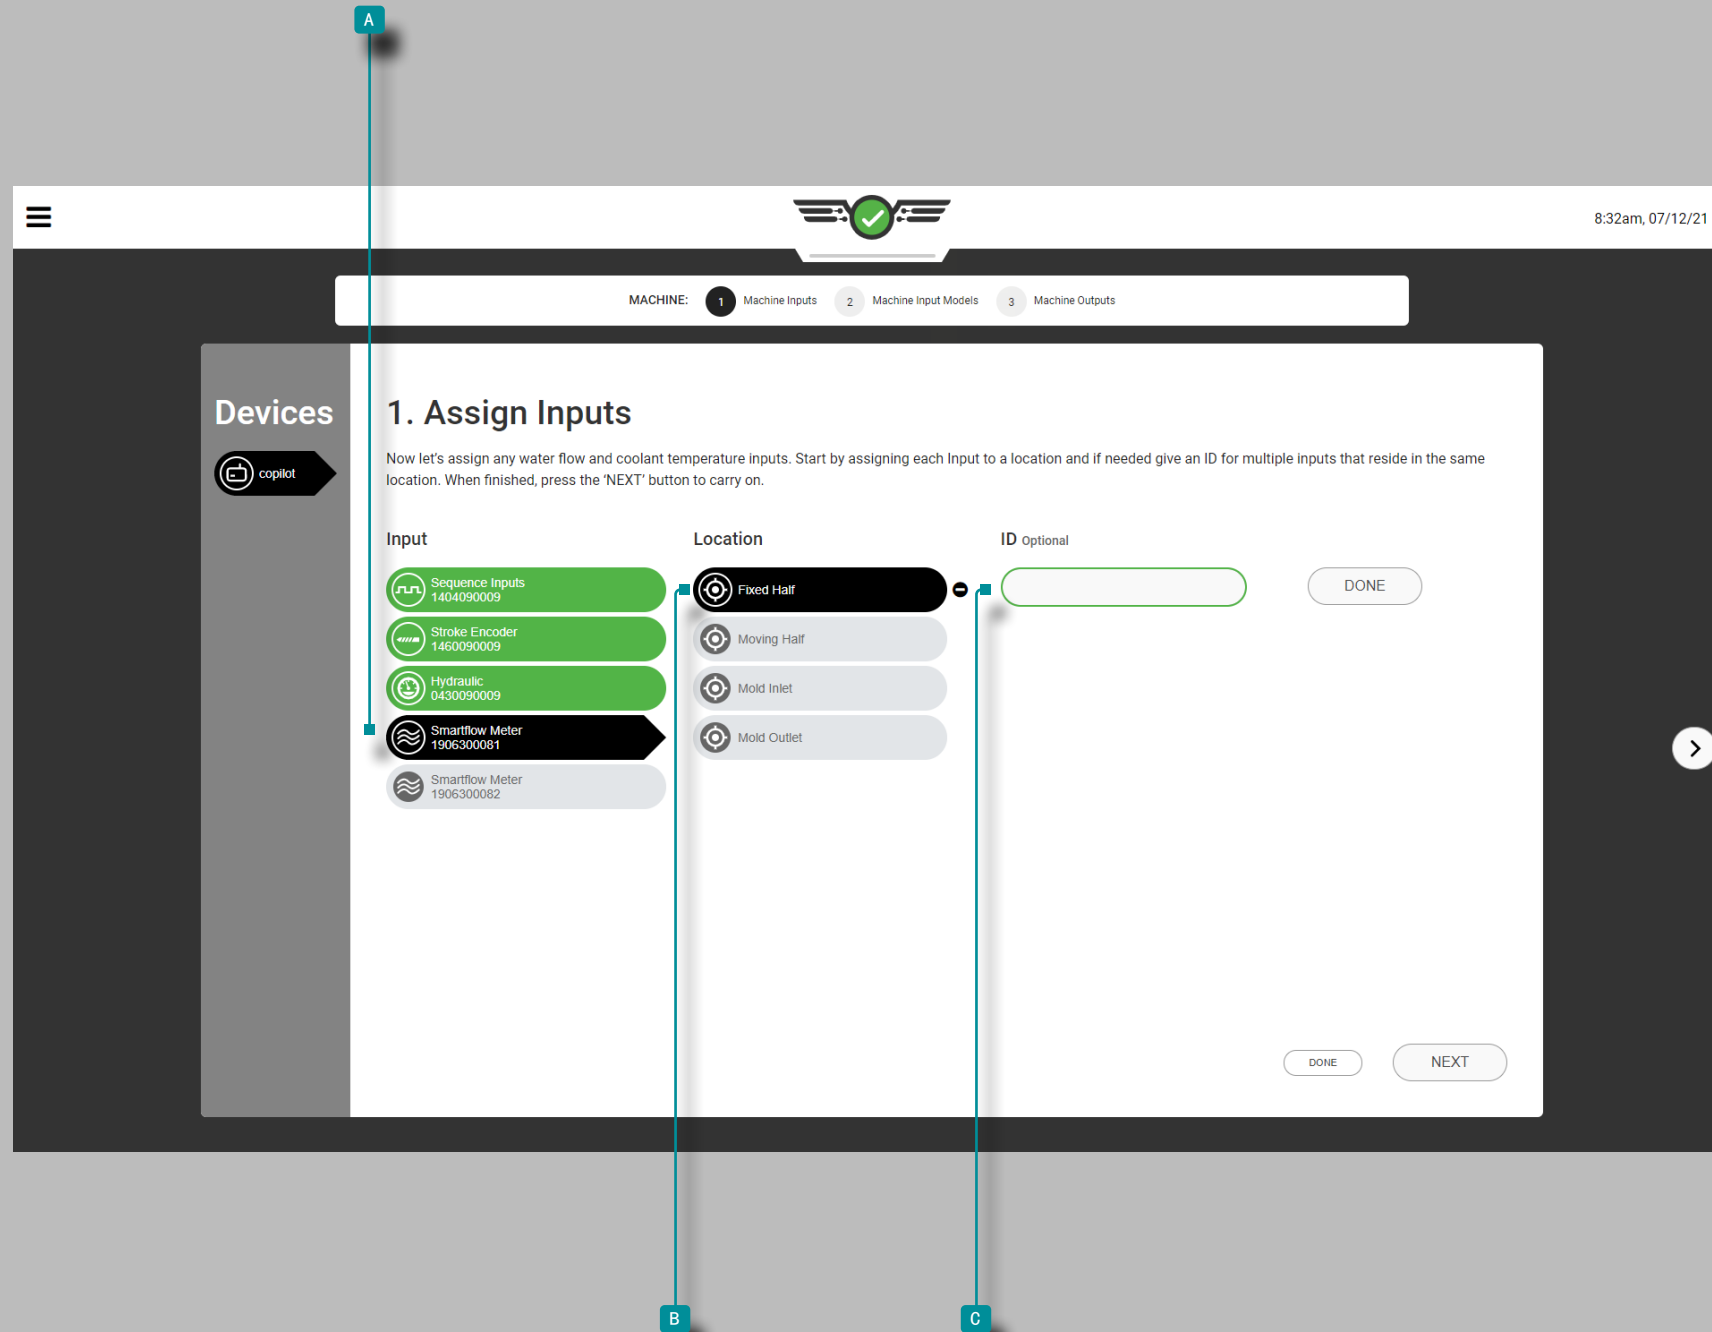 A
8:32am, 07/12/21
MACHINE: 1 Machine Inputs 2 Machine Input Models 3 Machine Outputs
Devices
copilot
1. Assign Inputs
Now let's assign any water flow and coolant temperature inputs. Start by assigning each Input to a location and if needed give an ID for multiple inputs that reside in the same
location. When finished, press the ‘NEXT’ button to carry on.
Input
Sequence Inputs
1404090009
Stroke Encoder
1460090009
Hydraulic
0430090009
Smartflow Meter
1906300081
Smartflow Meter
1906300082
Location
Fixed Half
Moving Half
Mold Inlet
Mold Outlet
ID Optional
DONE
DONE
NEXT
B
C